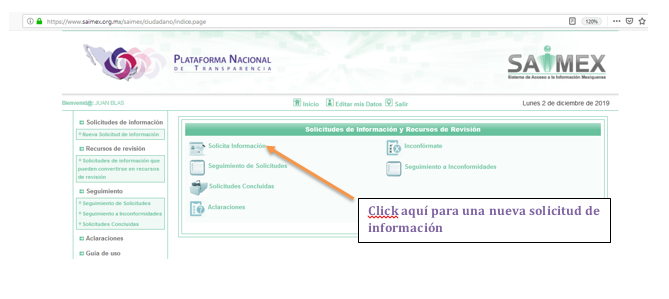 https://www.saimex.org.mx/saimex/ciudadano/indice.page
120%
PLATAFORMA NACIONAL
DE TRANSPARENCIA
SAIMEX
Sistema de Acceso a la Información Mexiquense
Bienvenid@: JUAN BLAS
Inicio Editar mis Datos Salir
Lunes 2 de diciembre de 2019
Solicitudes de Información
Nueva Solicitud de información
Recursos de revisión
Solicitudes de información que
pueden convertirse en recursos
de revisión
Seguimiento
Seguimiento de Solicitudes
Seguimiento a Inconformidades
Solicitudes Concluidas
Aclaraciones
Guia de uso
Solicitudes de Información y Recursos de Revisión
Solicita Información
Inconfórmate
Seguimiento de Solicitudes
Seguimiento a Inconformidades
Solicitudes Concluidas
Aclaraciones
Click aquí para una nueva solicitud de
información